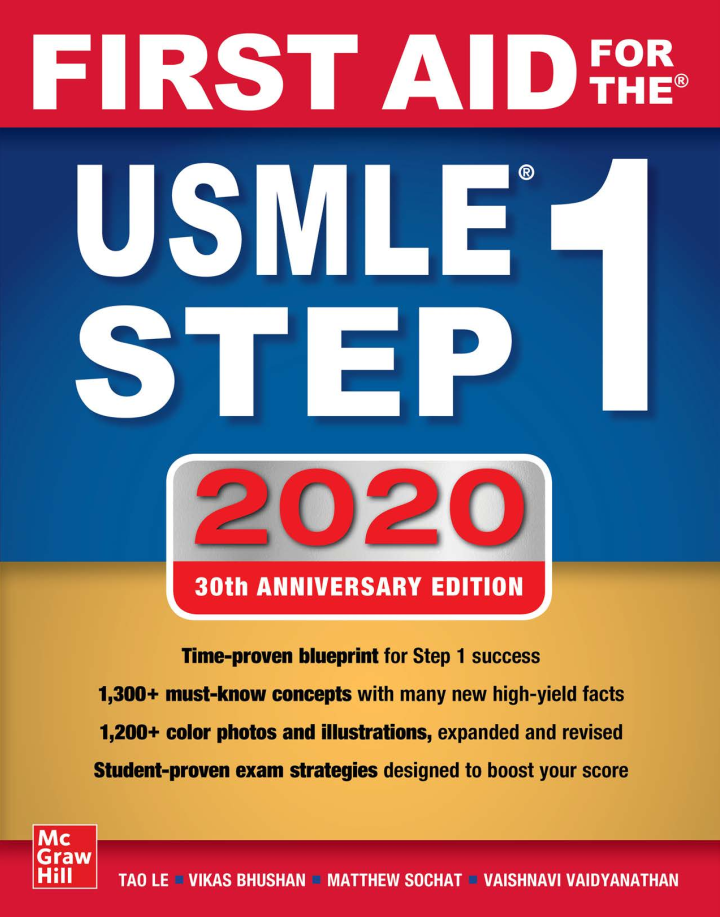 FIRST AID FOR THE®
USMLE® 1
STEP
2020
30th ANNIVERSARY EDITION
Time-proven blueprint for Step 1 success
1,300+ must-know concepts with many new high-yield facts
1,200+ color photos and illustrations, expanded and revised
Student-proven exam strategies designed to boost your score
Mc
Graw
Hill
TAO LE ▪ VIKAS BHUSHAN ▪ MATTHEW SOCHAT ▪ VAISHNAVI VAIDYANATHAN